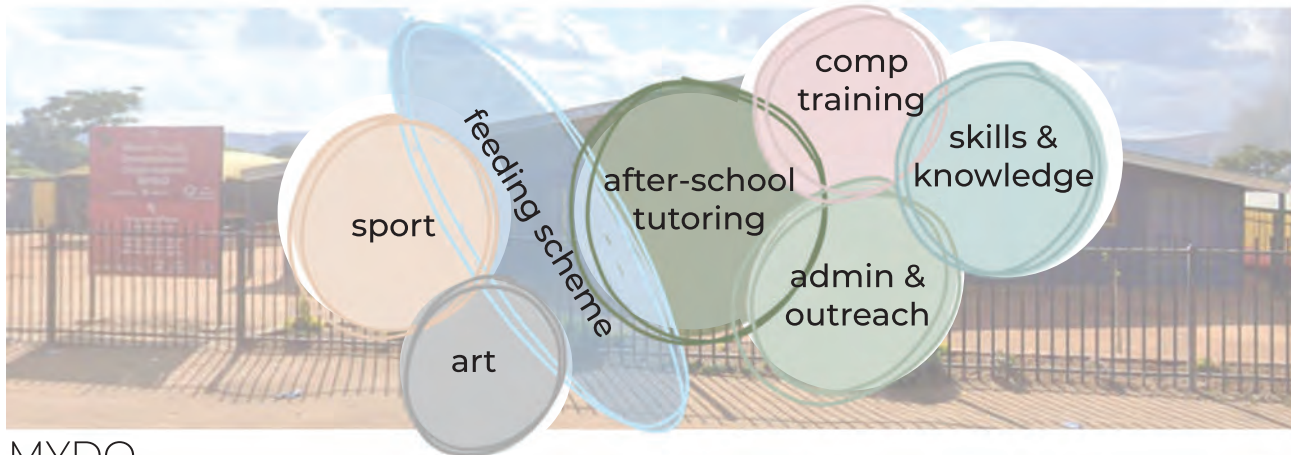 sport
feeding scheme
art
after-school
tutoring
comp
training
skills &
knowledge
admin &
outreach
MYDO